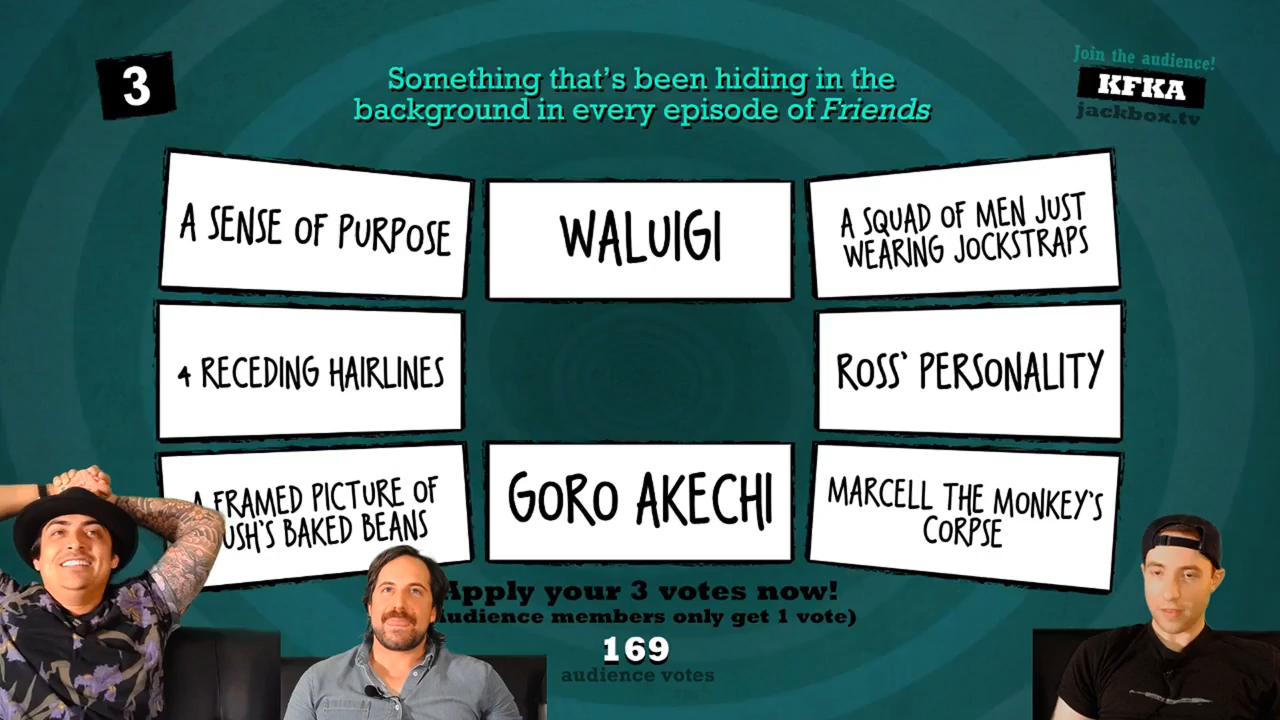 3
Something that's been hiding in the
background in every episode of Friends
Join the audience!
KFKA
jackbox.tv
A SENSE OF PURPOSE
WALUIGI
A SQUAD OF MEN JUST
WEARING JOCKSTRAPS
4 RECEDING HAIRLINES
ROSS' PERSONALITY
A FRAMED PICTURE OF
USH'S BAKED BEANS
GORO AKECHI
MARCELL THE MONKEY'S
CORPSE
Apply your 3 votes now!
audience members only get 1 vote)
169
audience votes